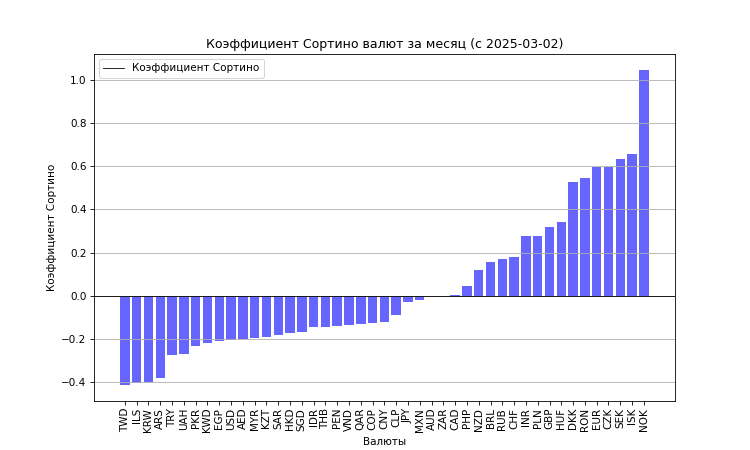 Коэффициент Сортино валют за месяц (с 2025-03-02)
Коэффициент Сортино
1.0
0.8
0.6
0.4
0.2
0.0
−0.2
−0.4
Коэффициент Сортино
TWD ILS KRW ARS TRY UAH PKR KWD EGP USD AED MYR KZT SAR HKD SGD IDR THB PEN VND QAR COP CNY CLP JPY MXN AUD ZAR CAD PHP NZD BRL RUB CHF INR PLN GBP HUF DKK RON EUR CZK SEK ISK NOK
Валюты